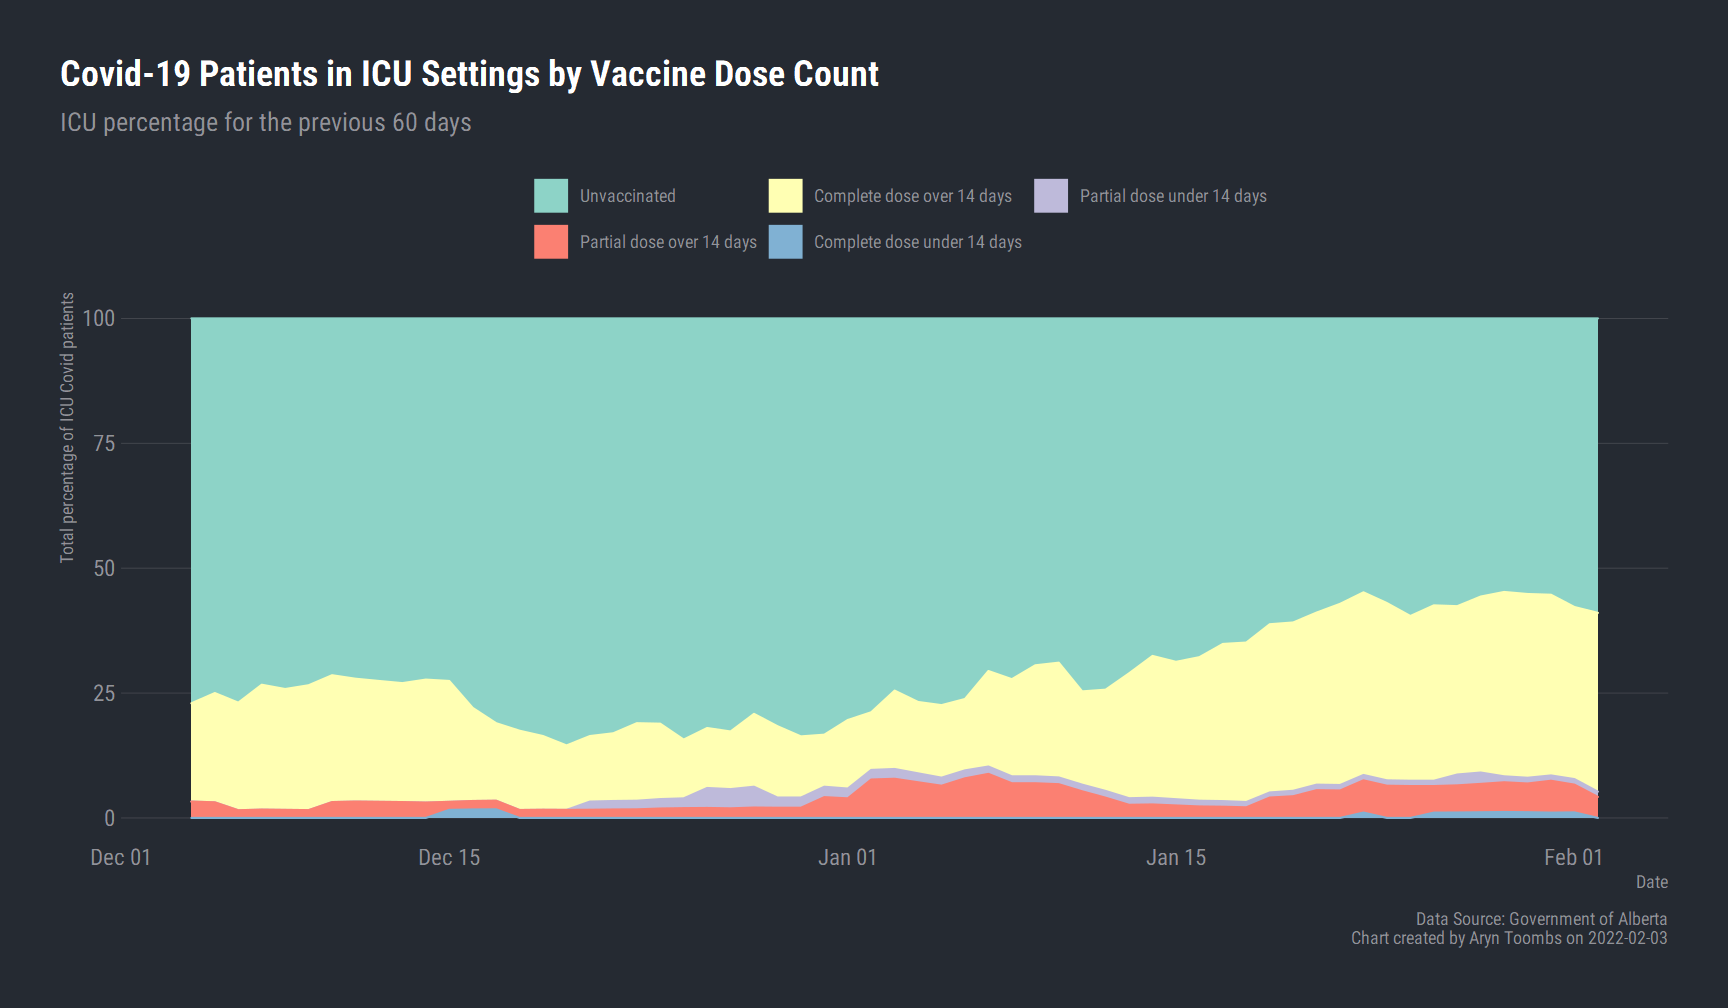 Covid-19 Patients in ICU Settings by Vaccine Dose Count
ICU percentage for the previous 60 days
Unvaccinated
Complete dose over 14 days
Partial dose under 14 days
Partial dose over 14 days
Complete dose under 14 days
Total percentage of ICU Covid patients
100
75
50
25
0
Dec 01
Dec 15
Jan 01
Jan 15
Feb 01
Date
Data Source: Government of Alberta
Chart created by Aryn Toombs on 2022-02-03